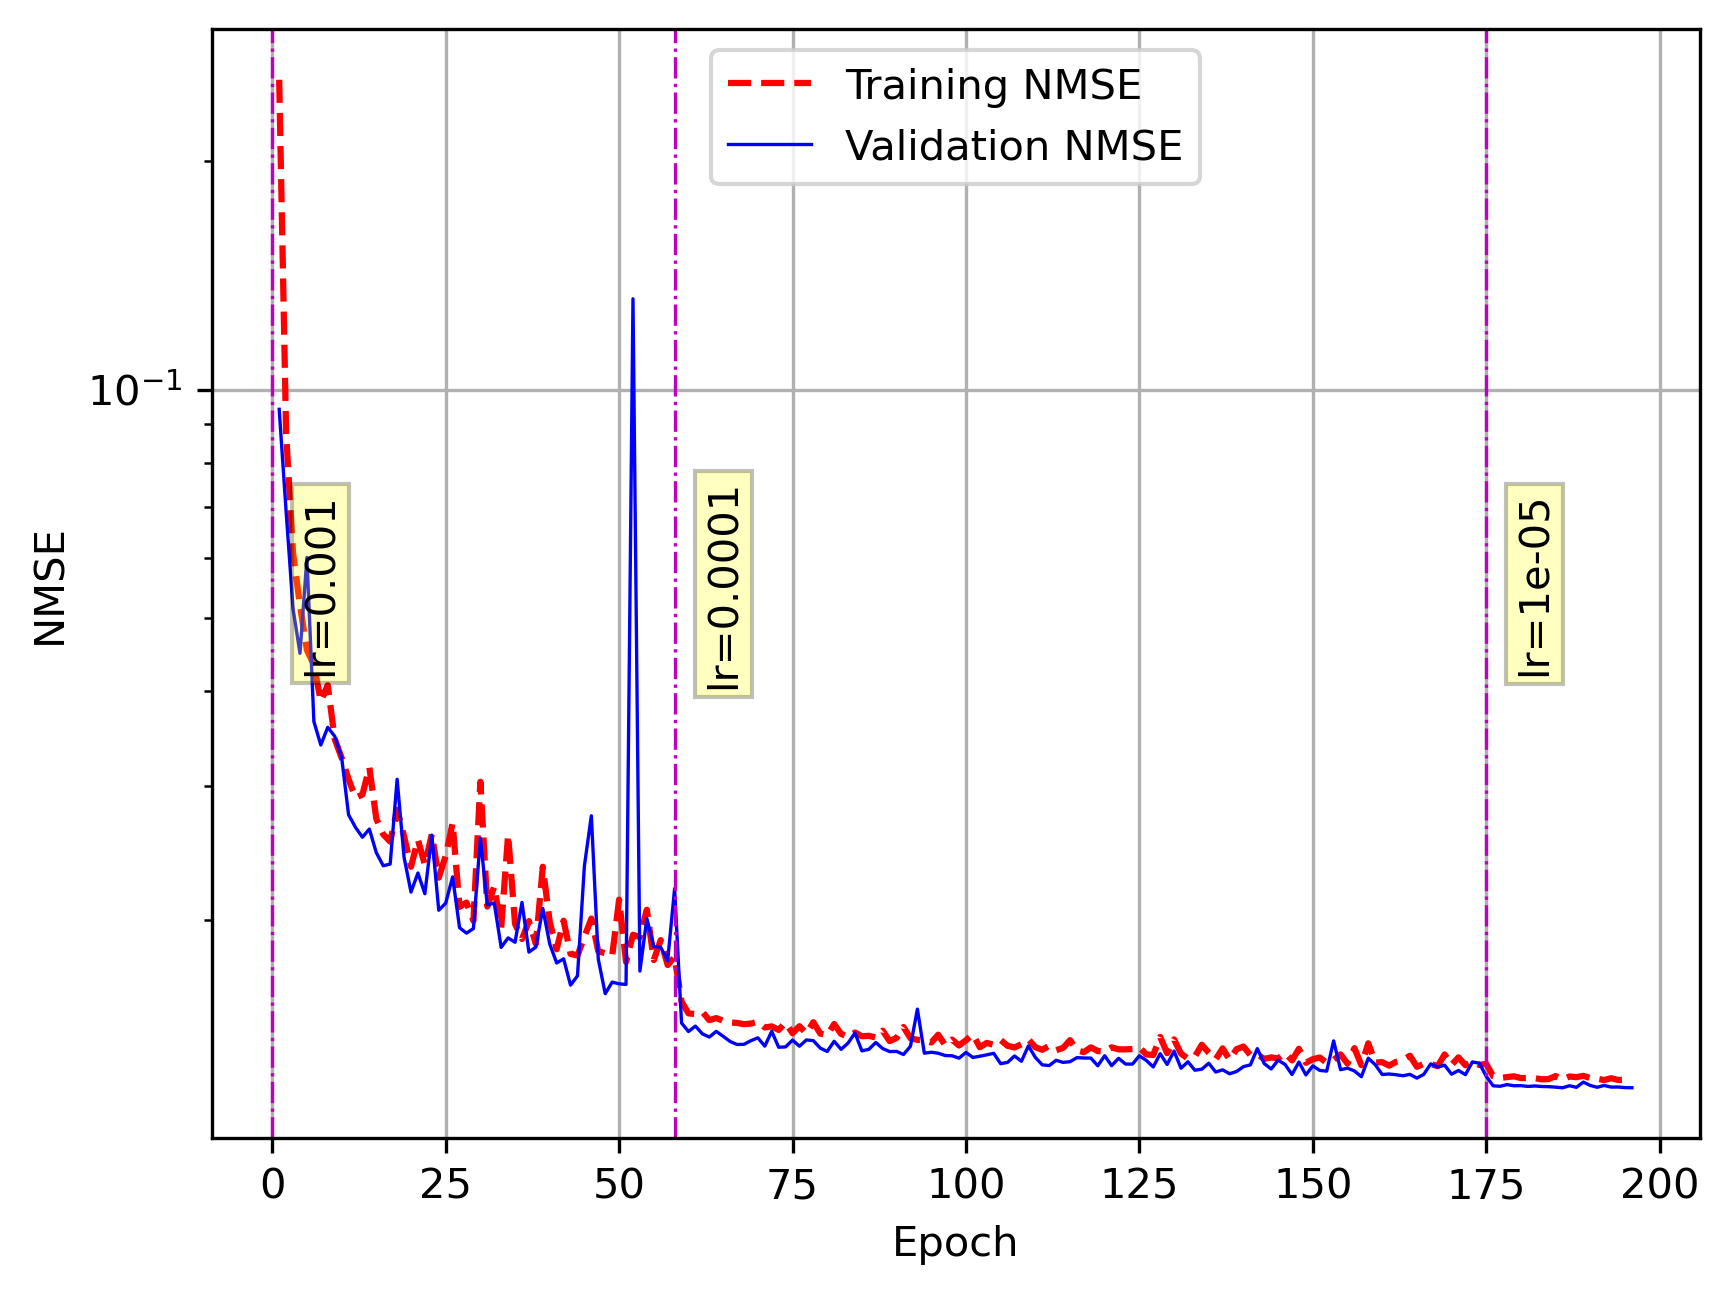 Training NMSE
Validation NMSE
10⁻¹
NMSE
lr=0.001
lr=0.0001
lr=1e-05
0 25 50 75 100 125 150 175 200
Epoch